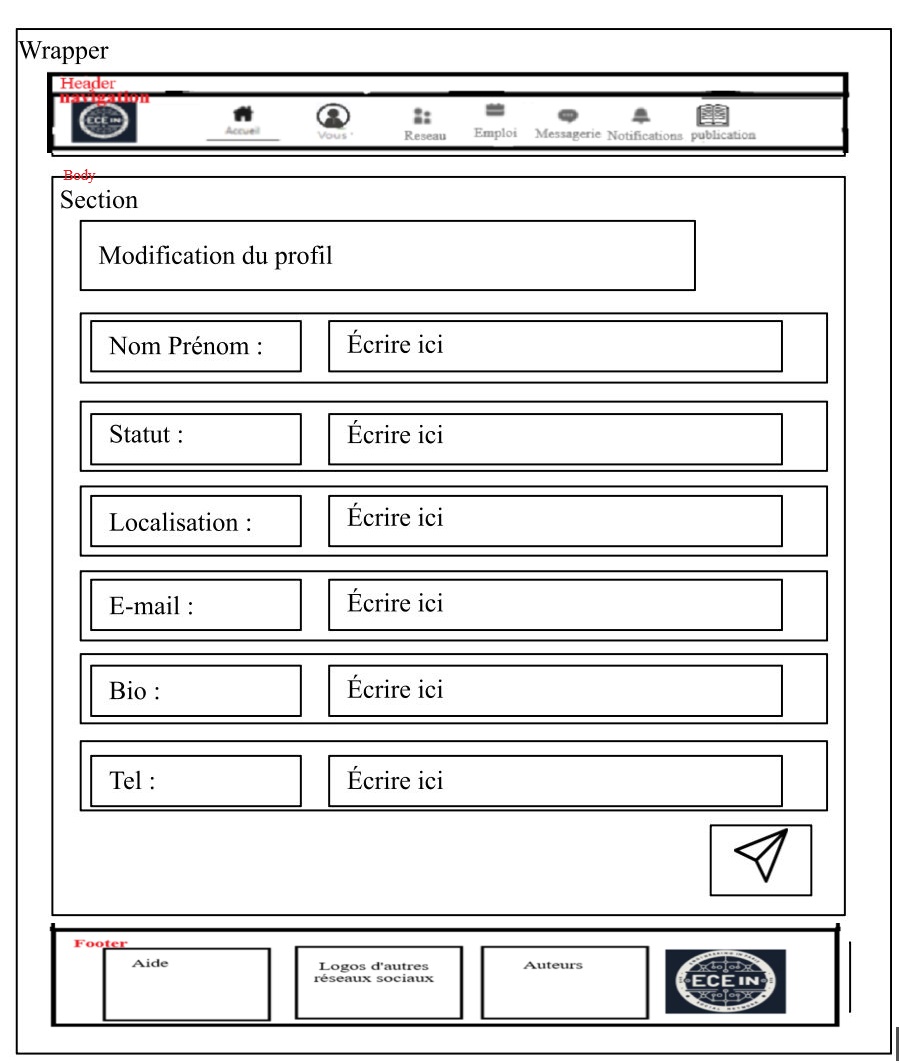 Wrapper
Header
navigation
ECE IN
Accueil
Vous
Reseau
Emploi
Messagerie
Notifications
publication
Body
Section
Modification du profil
Nom Prénom :
Écrire ici
Statut :
Écrire ici
Localisation :
Écrire ici
E-mail :
Écrire ici
Bio :
Écrire ici
Tel :
Écrire ici
Footer
Aide
Logos d'autres
réseaux sociaux
Auteurs
ECE IN